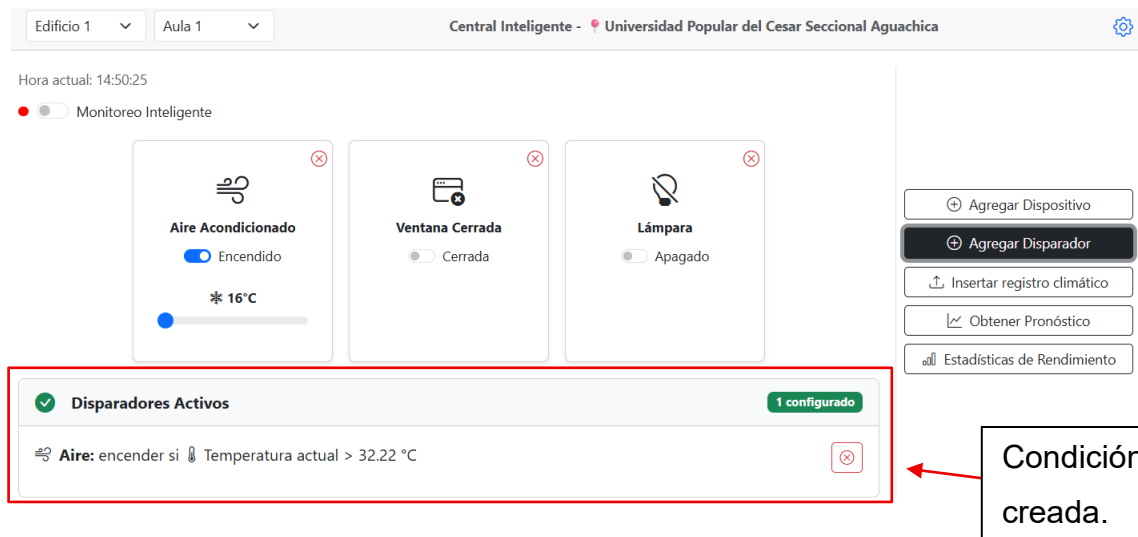 Edificio 1
Aula 1
Central Inteligente - Universidad Popular del Cesar Seccional Aguachica
Hora actual: 14:50:25
Monitoreo Inteligente
Aire Acondicionado
Encendido
16°C
Ventana Cerrada
Cerrada
Lámpara
Apagado
Agregar Dispositivo
Agregar Disparador
Insertar registro climático
Obtener Pronóstico
Estadísticas de Rendimiento
Disparadores Activos
1 configurado
Aire: encender si Temperatura actual > 32.22 °C
Condición
creada.